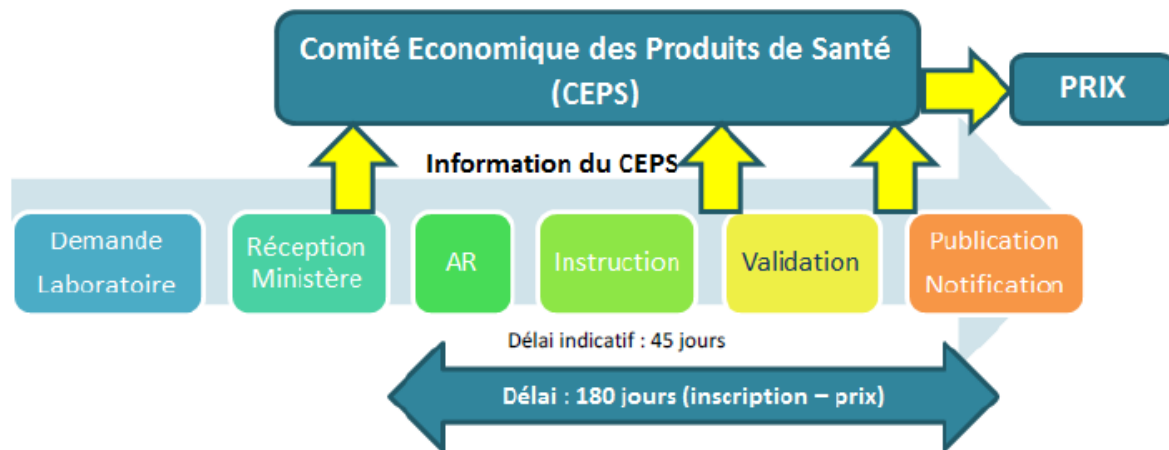 Comité Economique des Produits de Santé
(CEPS)
PRIX
Information du CEPS
Demande
Laboratoire
Réception
Ministère
AR
Instruction
Validation
Publication
Notification
Délai indicatif : 45 jours
Délai : 180 jours (inscription – prix)